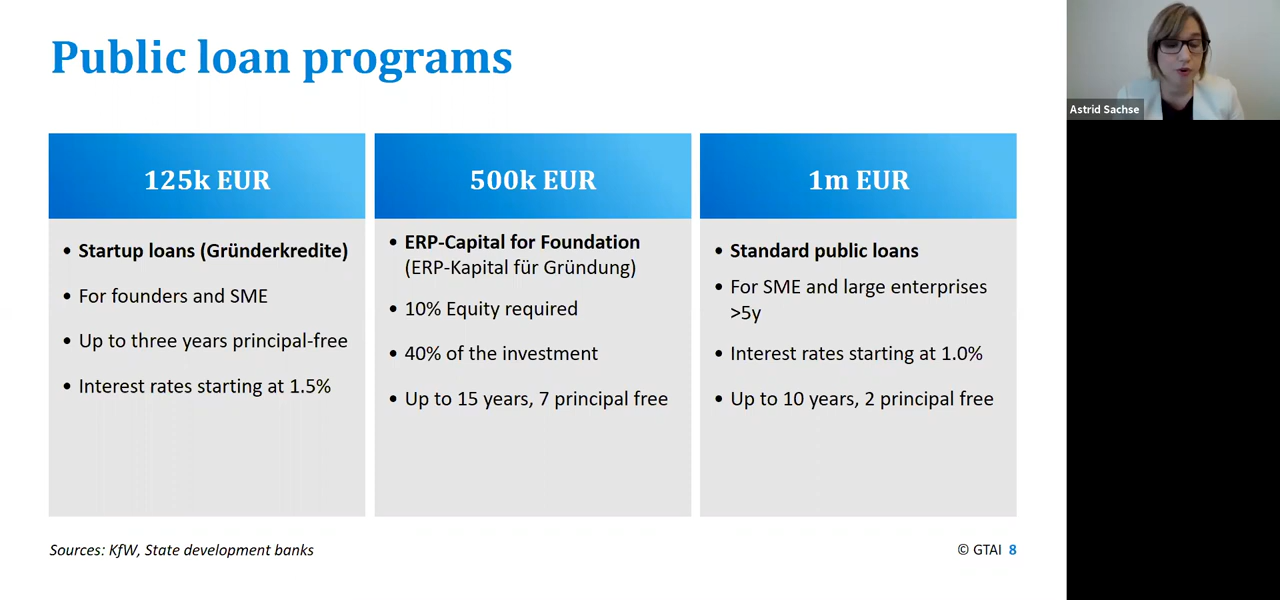 Public loan programs
125k EUR
• Startup loans (Gründerkredite)
• For founders and SME
• Up to three years principal-free
• Interest rates starting at 1.5%
500k EUR
• ERP-Capital for Foundation
(ERP-Kapital für Gründung)
• 10% Equity required
• 40% of the investment
• Up to 15 years, 7 principal free
1m EUR
• Standard public loans
• For SME and large enterprises
>5y
• Interest rates starting at 1.0%
• Up to 10 years, 2 principal free
Sources: KfW, State development banks
© GTAI 8
Astrid Sachse